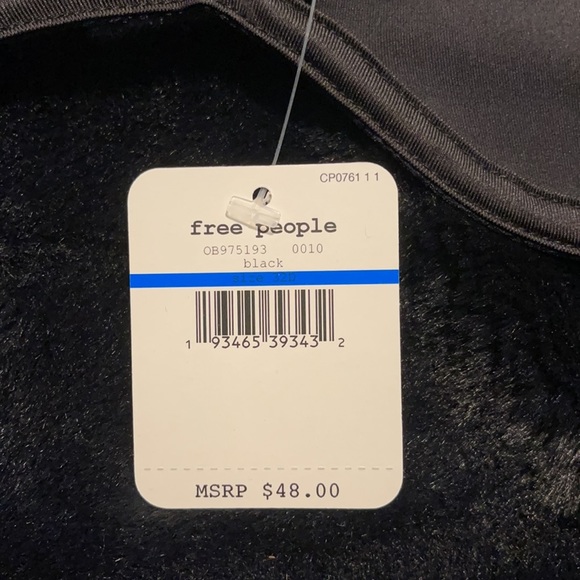 CP0761 1 1
free people
OB975193 0010
black
1 93465 39343 2
MSRP $48.00